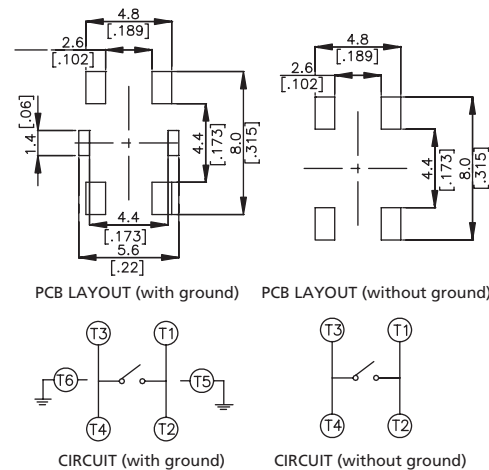 4.8
[.189]
2.6
[.102]
1.4 [.06]
4.4
[.173]
8.0
[.315]
4.4
[.173]
5.6
[.22]
PCB LAYOUT (with ground)
4.8
[.189]
2.6
[.102]
4.4
[.173]
8.0
[.315]
PCB LAYOUT (without ground)
T3 T1
T6 T5
T4 T2
CIRCUIT (with ground)
T3 T1
T4 T2
CIRCUIT (without ground)